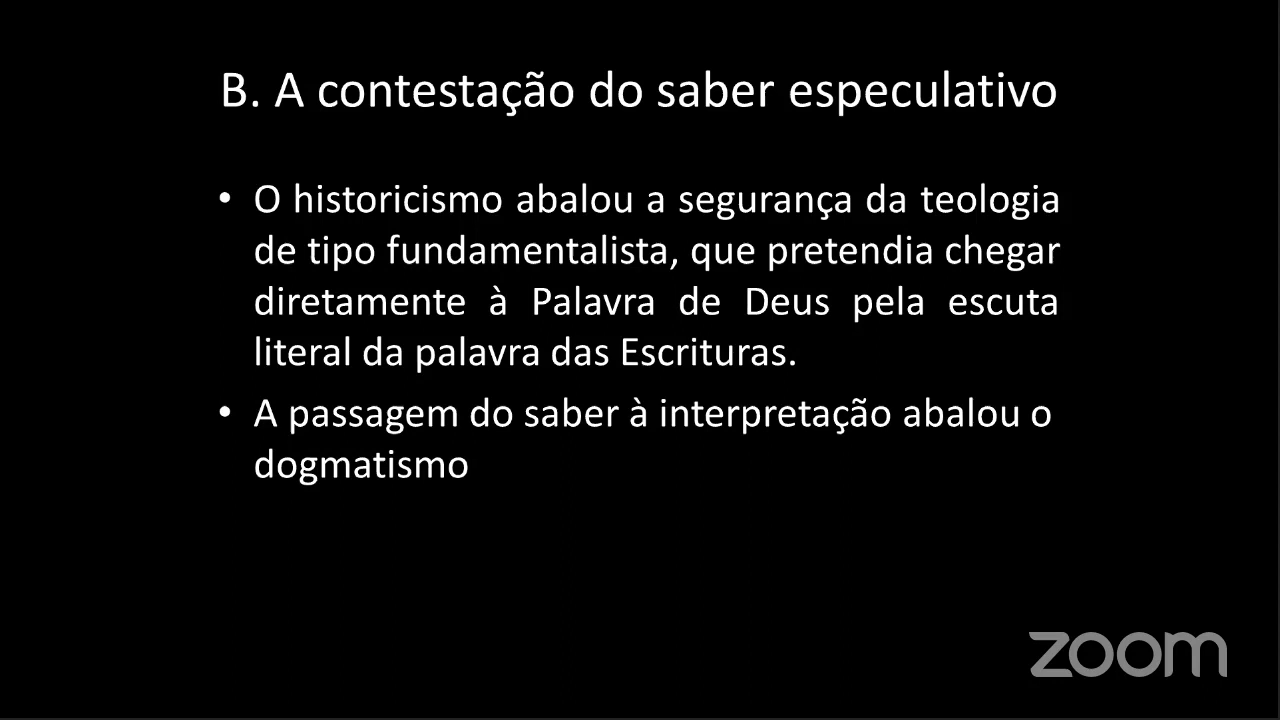 B. A contestação do saber especulativo
• O historicismo abalou a segurança da teologia
de tipo fundamentalista, que pretendia chegar
diretamente à Palavra de Deus pela escuta
literal da palavra das Escrituras.
• A passagem do saber à interpretação abalou o
dogmatismo
zoom